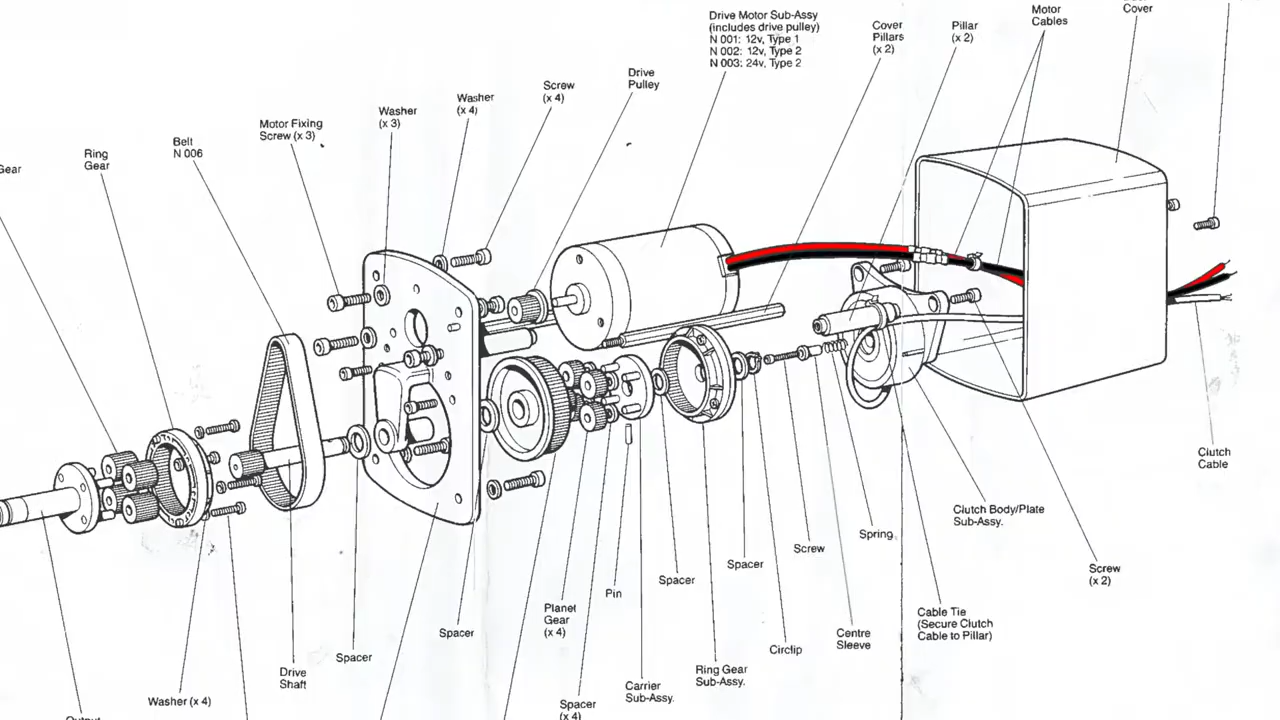 Drive Motor Sub-Assy
(includes drive pulley)
N 001: 12v, Type 1
N 002: 12v, Type 2
N 003: 24v, Type 2
Cover
Pillars
(x 2)
Pillar
(x 2)
Motor
Cables
Cover
Drive
Pulley
Screw
(x 4)
Washer
(x 4)
Washer
(x 3)
Motor Fixing
Screw (x 3)
Belt
N 006
Ring
Gear
Gear
Clutch
Cable
Clutch Body/Plate
Sub-Assy.
Spring
Screw
Spacer
Spacer
Pin
Planet
Gear
(x 4)
Screw
(x 2)
Cable Tie
(Secure Clutch
Cable to Pillar)
Centre
Sleeve
Circlip
Ring Gear
Sub-Assy.
Carrier
Sub-Assy.
Spacer
(x 4)
Spacer
Spacer
Drive
Shaft
Washer (x 4)
Output